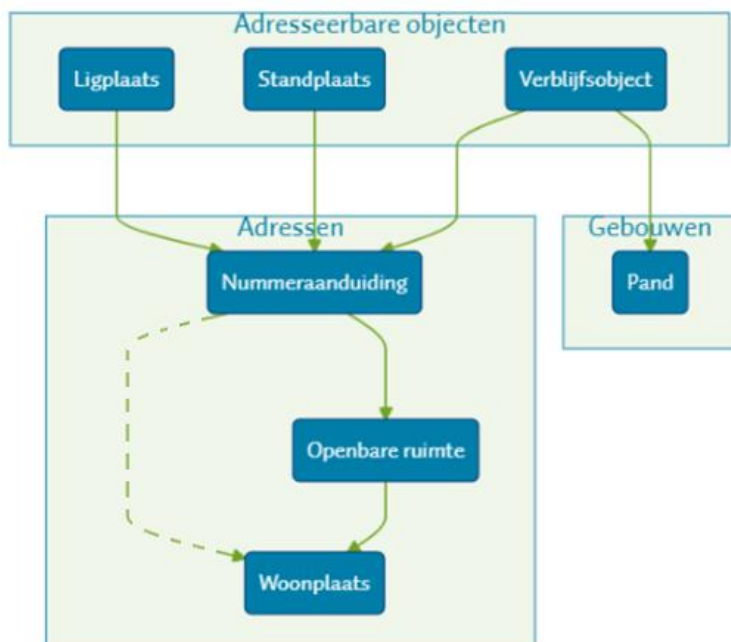 Adresseerbare objecten
Ligplaats
Standplaats
Verblijfsobject
Adressen
Gebouwen
Nummeraanduiding
Pand
Openbare ruimte
Woonplaats